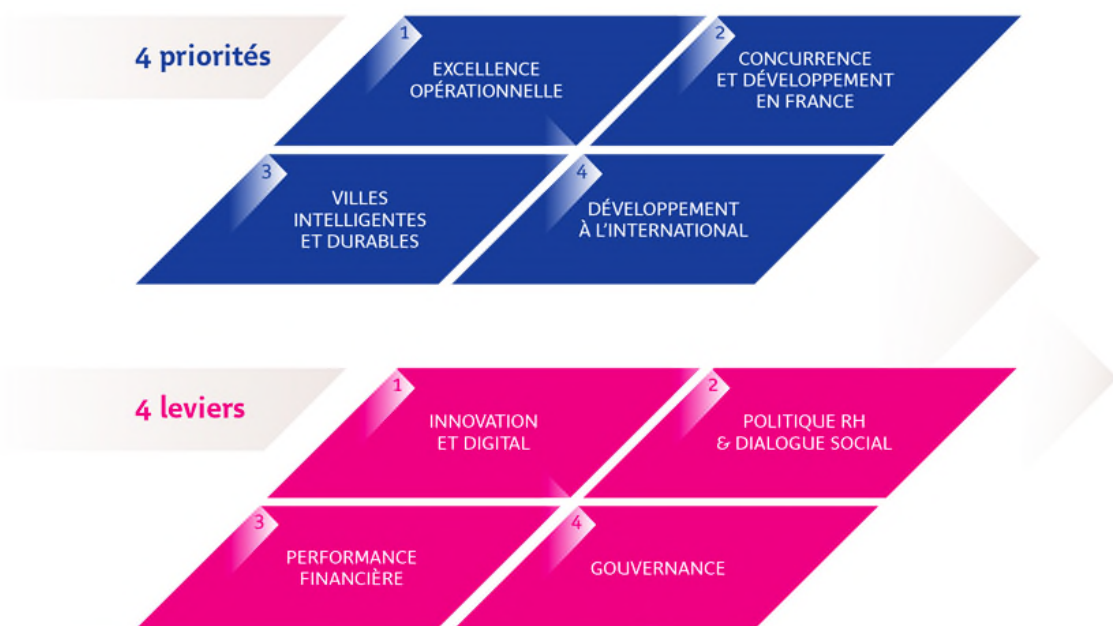 4 priorités
1
EXCELLENCE
OPÉRATIONNELLE
2
CONCURRENCE
ET DÉVELOPPEMENT
EN FRANCE
3
VILLES
INTELLIGENTES
ET DURABLES
4
DÉVELOPPEMENT
À L'INTERNATIONAL
4 leviers
1
INNOVATION
ET DIGITAL
2
POLITIQUE RH
& DIALOGUE SOCIAL
3
PERFORMANCE
FINANCIÈRE
4
GOUVERNANCE